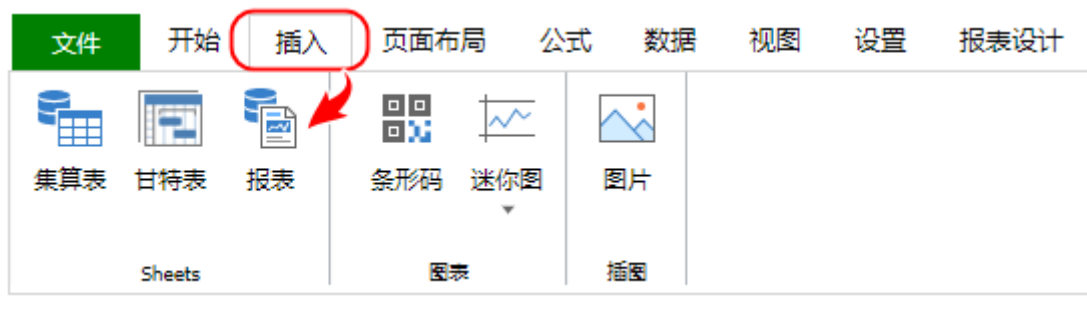 文件 开始 插入 页面布局 公式 数据 视图 设置 报表设计
集算表 甘特表 报表 条形码 迷你图 图片
Sheets 图表 插图